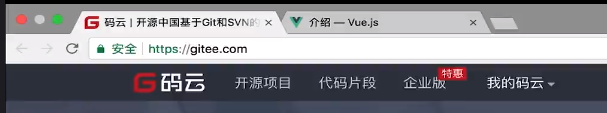 码云 | 开源中国基于Git和SVN的
介绍 — Vue.js
安全 https://gitee.com
码云 开源项目 代码片段 企业版 特惠 我的码云